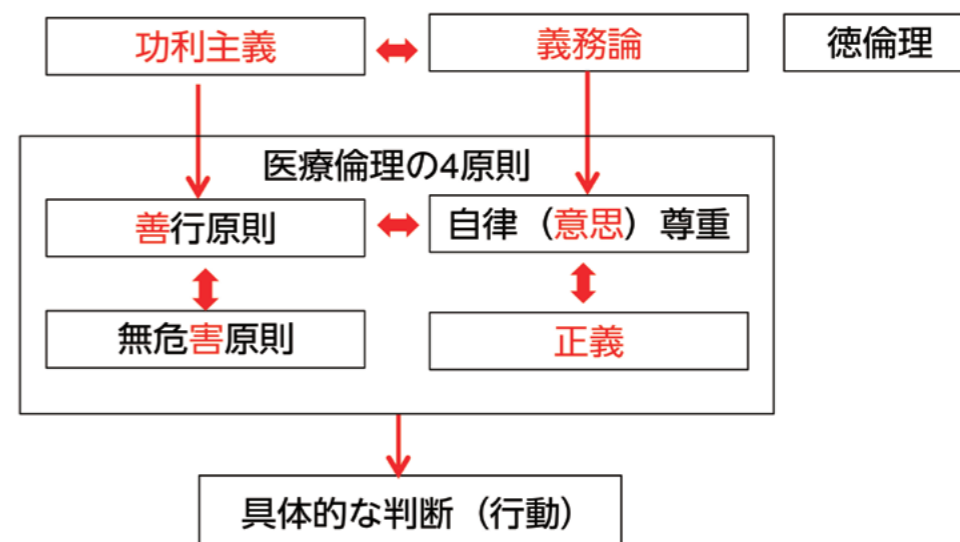 功利主義
義務論
徳倫理
医療倫理の4原則
善行原則
自律（意思）尊重
無危害原則
正義
具体的な判断（行動）